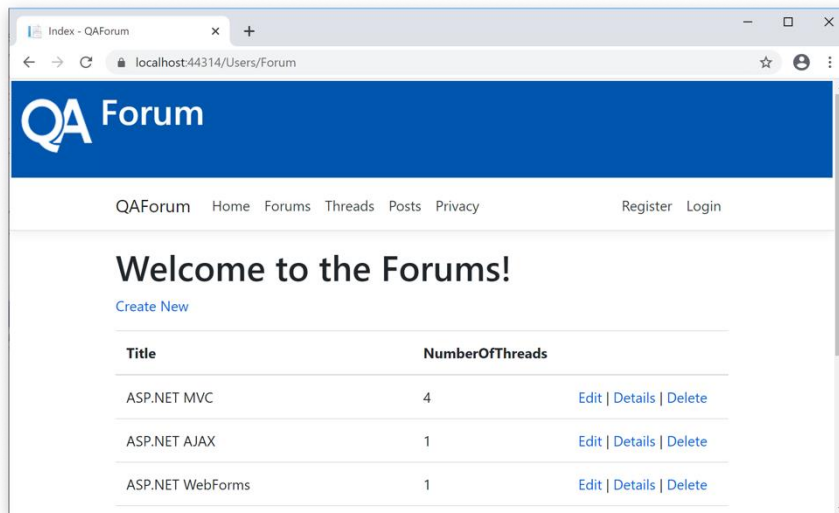 Index - QAForum
localhost:44314/Users/Forum
QA Forum
QAForum Home Forums Threads Posts Privacy Register Login
Welcome to the Forums!
Create New
Title NumberOfThreads
ASP.NET MVC 4 Edit | Details | Delete
ASP.NET AJAX 1 Edit | Details | Delete
ASP.NET WebForms 1 Edit | Details | Delete